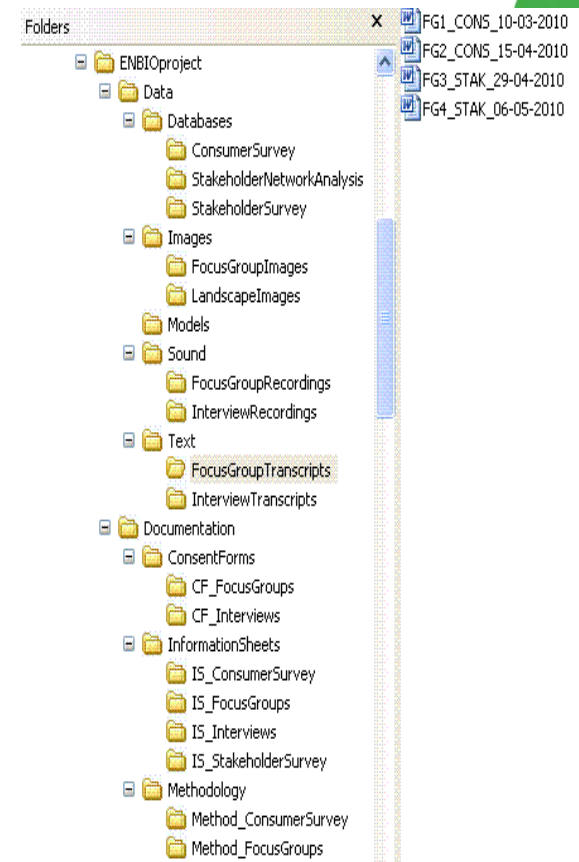 Folders
x
ENBIOproject
Data
Databases
ConsumerSurvey
StakeholderNetworkAnalysis
StakeholderSurvey
Images
FocusGroupImages
LandscapeImages
Models
Sound
FocusGroupRecordings
InterviewRecordings
Text
FocusGroupTranscripts
InterviewTranscripts
Documentation
ConsentForms
CF_FocusGroups
CF_Interviews
InformationSheets
IS_ConsumerSurvey
IS_FocusGroups
IS_Interviews
IS_StakeholderSurvey
Methodology
Method_ConsumerSurvey
Method_FocusGroups
FG1_CONS_10-03-2010
FG2_CONS_15-04-2010
FG3_STAK_29-04-2010
FG4_STAK_06-05-2010